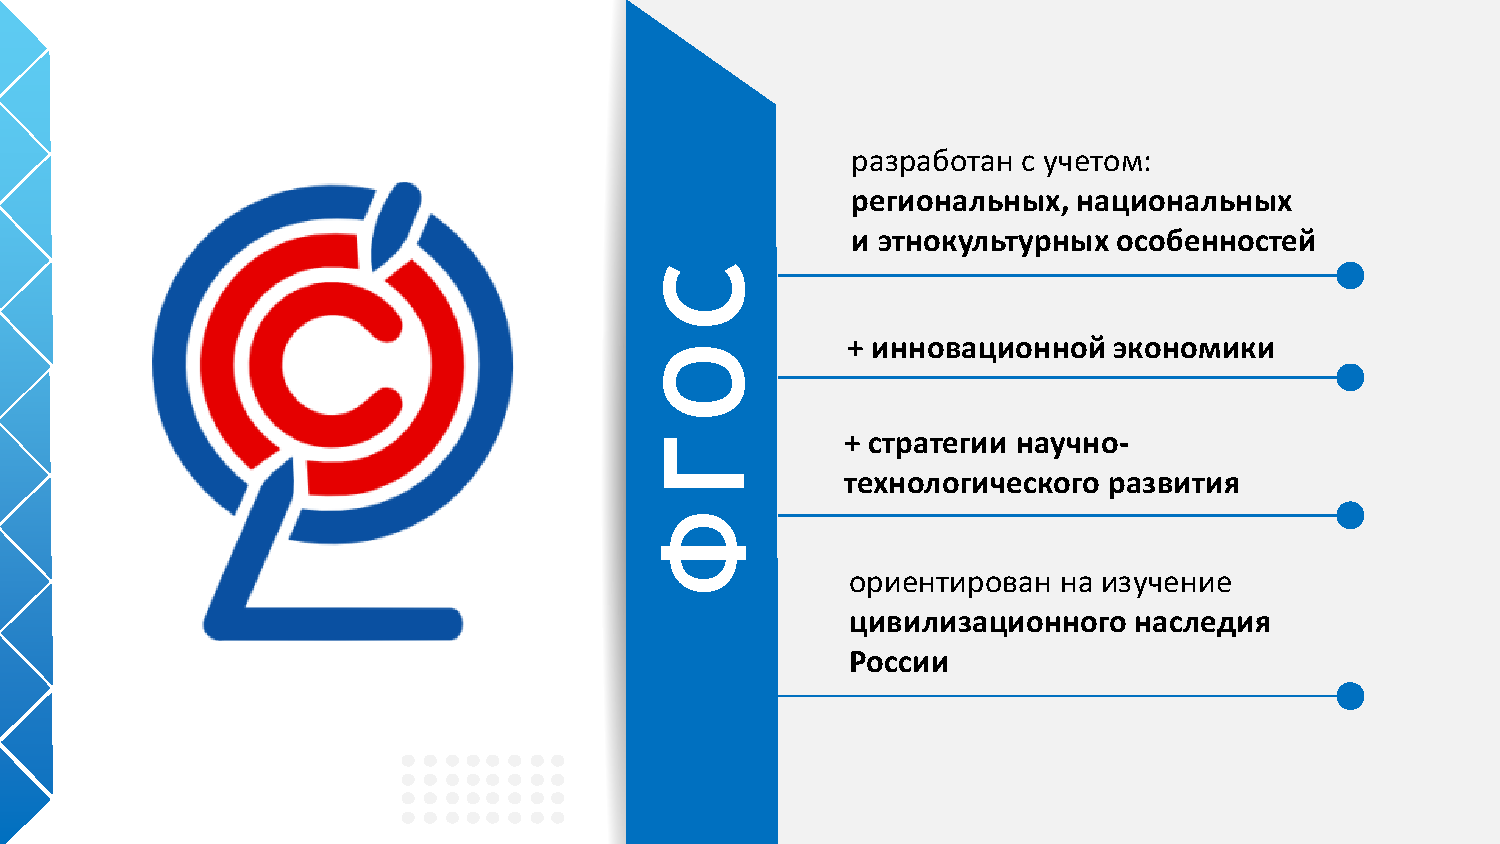 ФГОС
разработан с учетом:
региональных, национальных
и этнокультурных особенностей
+ инновационной экономики
+ стратегии научно-
технологического развития
ориентирован на изучение
цивилизационного наследия
России